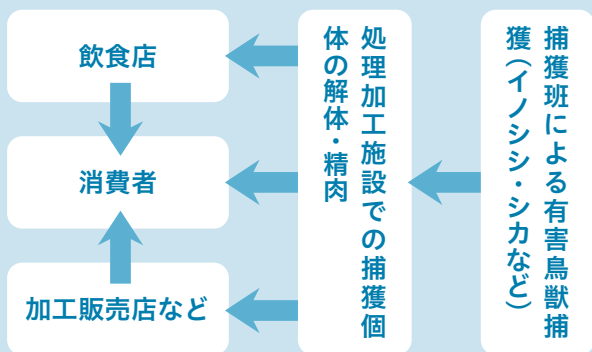 飲食店
消費者
加工販売店など
処理加工施設での捕獲個
体の解体・精肉
捕獲班による有害鳥獣捕
獲(イノシシ・シカなど)